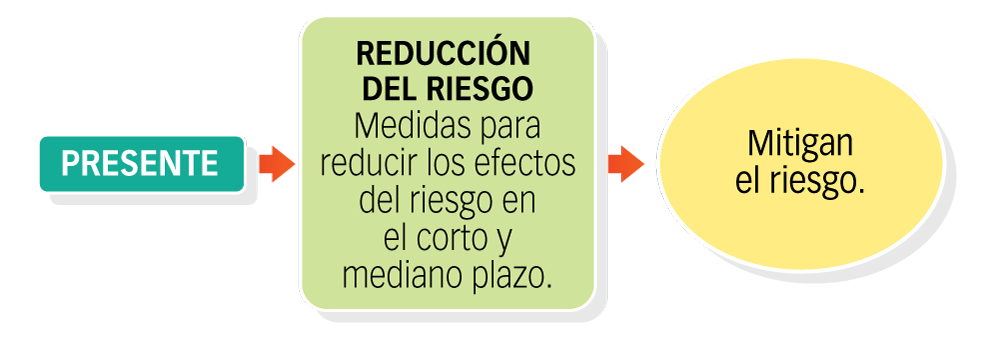 PRESENTE
REDUCCIÓN
DEL RIESGO
Medidas para
reducir los efectos
del riesgo en
el corto y
mediano plazo.
Mitigan
el riesgo.